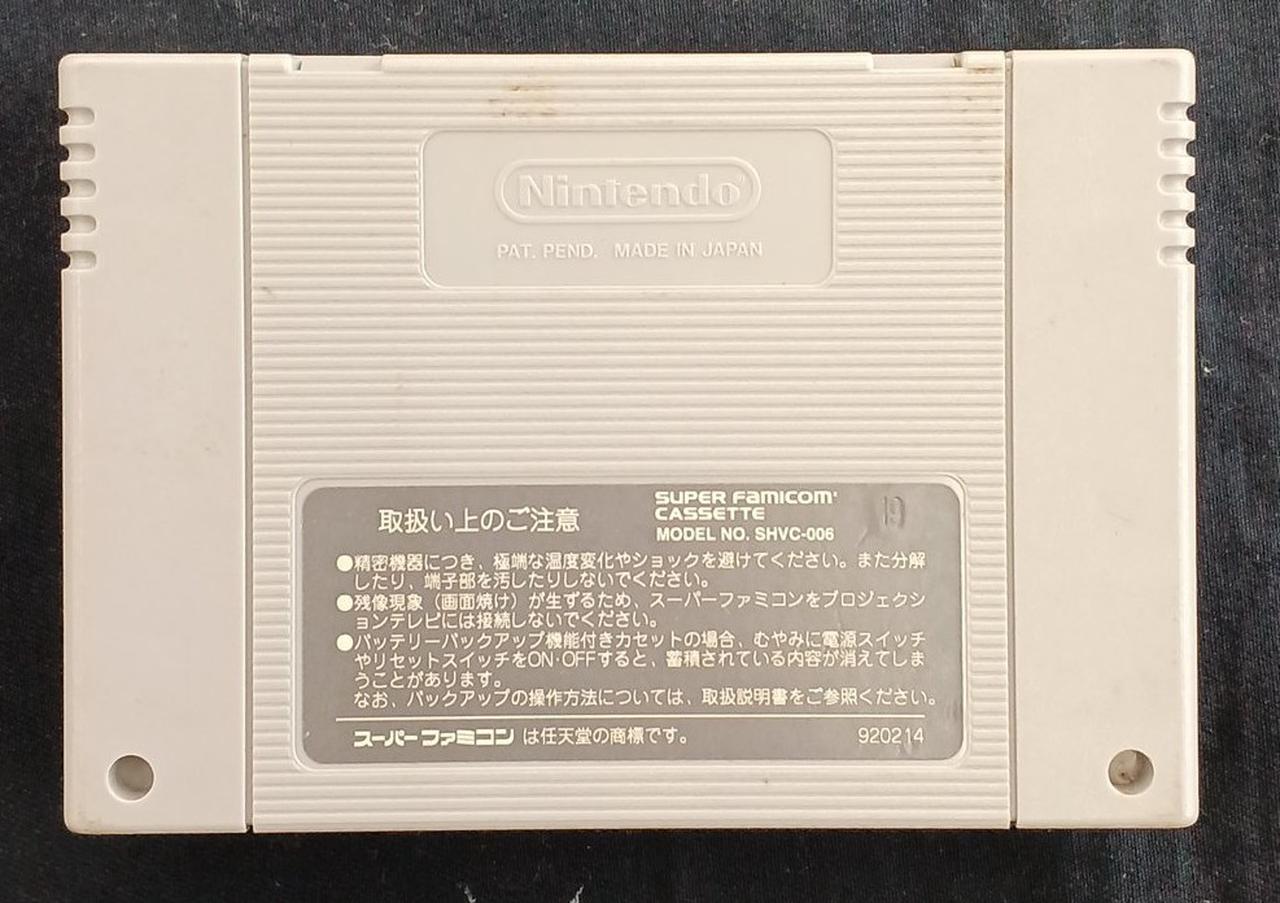 Nintendo®
PAT. PEND. MADE IN JAPAN
取扱い上のご注意
SUPER FAMICOM
CASSETTE
MODEL NO. SHVC-006
19
●精密機器につき、極端な温度変化やショックを避けてください。また分解
したり、端子部を汚したりしないでください。
●残像現象（画面焼け）が生ずるため、スーパーファミコンをプロジェクシ
ョンテレビには接続しないでください。
●バッテリーバックアップ機能付きカセットの場合、むやみに電源スイッチ
やリセットスイッチをON·OFFすると、蓄積されている内容が消えてしま
うことがあります。
なお、バックアップの操作方法については、取扱説明書をご参照ください。
スーパーファミコン は任天堂の商標です。
920214